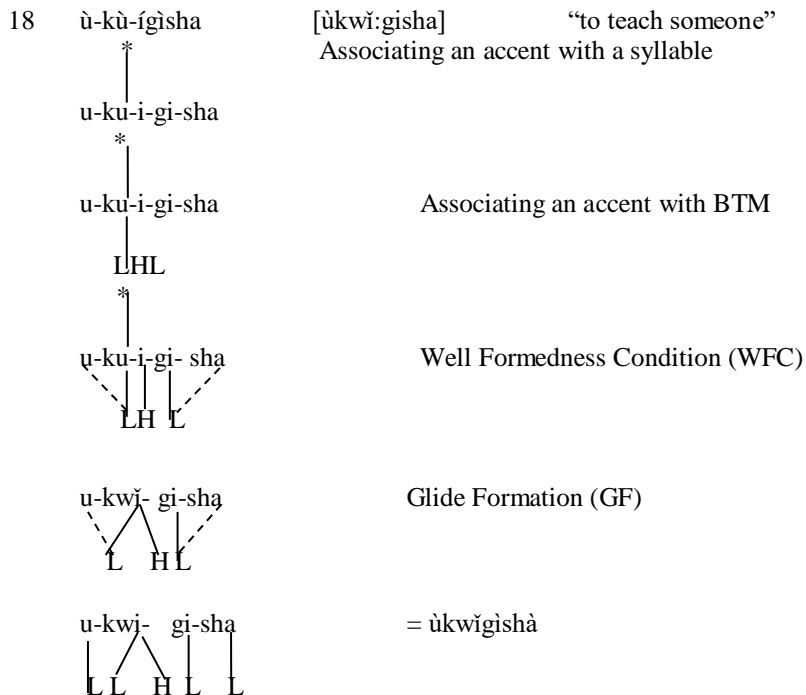 18 ù-kù-ígìsha [ùkwǐ:gisha] “to teach someone”
* Associating an accent with a syllable
u-ku-i-gi-sha
*
u-ku-i-gi-sha Associating an accent with BTM
LHL
*
u-ku-i-gi- sha Well Formedness Condition (WFC)
LH L
u-kwǐ- gi-sha Glide Formation (GF)
L H L
u-kwi- gi-sha = ùkwǐgìshà
L L H L L